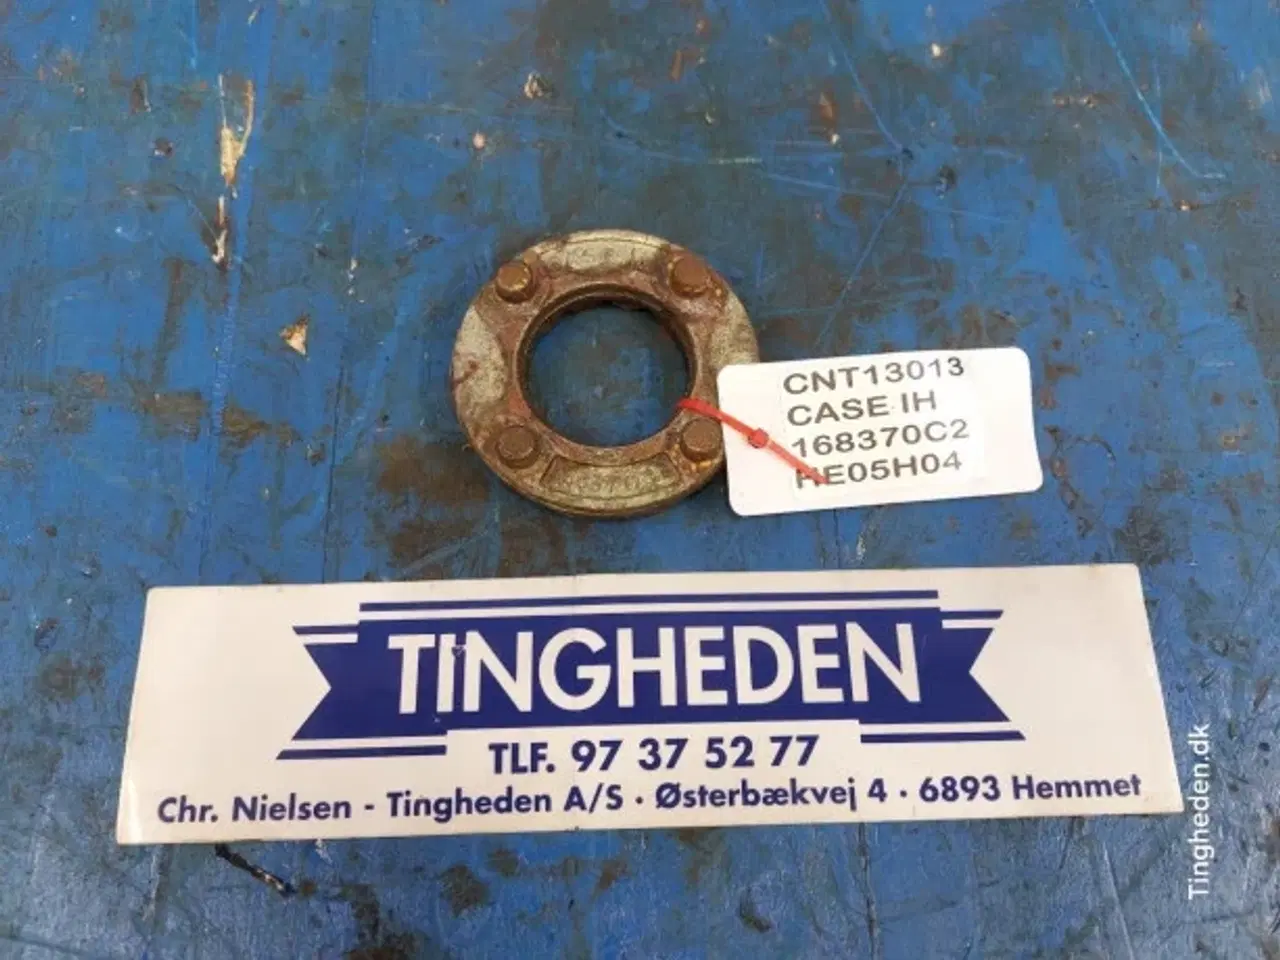 CNT13013
CASE IH
168370C2
HE05H04
TINGHEDEN
TLF. 97 37 52 77
Chr. Nielsen - Tingheden A/S · Østerbækvej 4 · 6893 Hemmet
Tingheden.dk